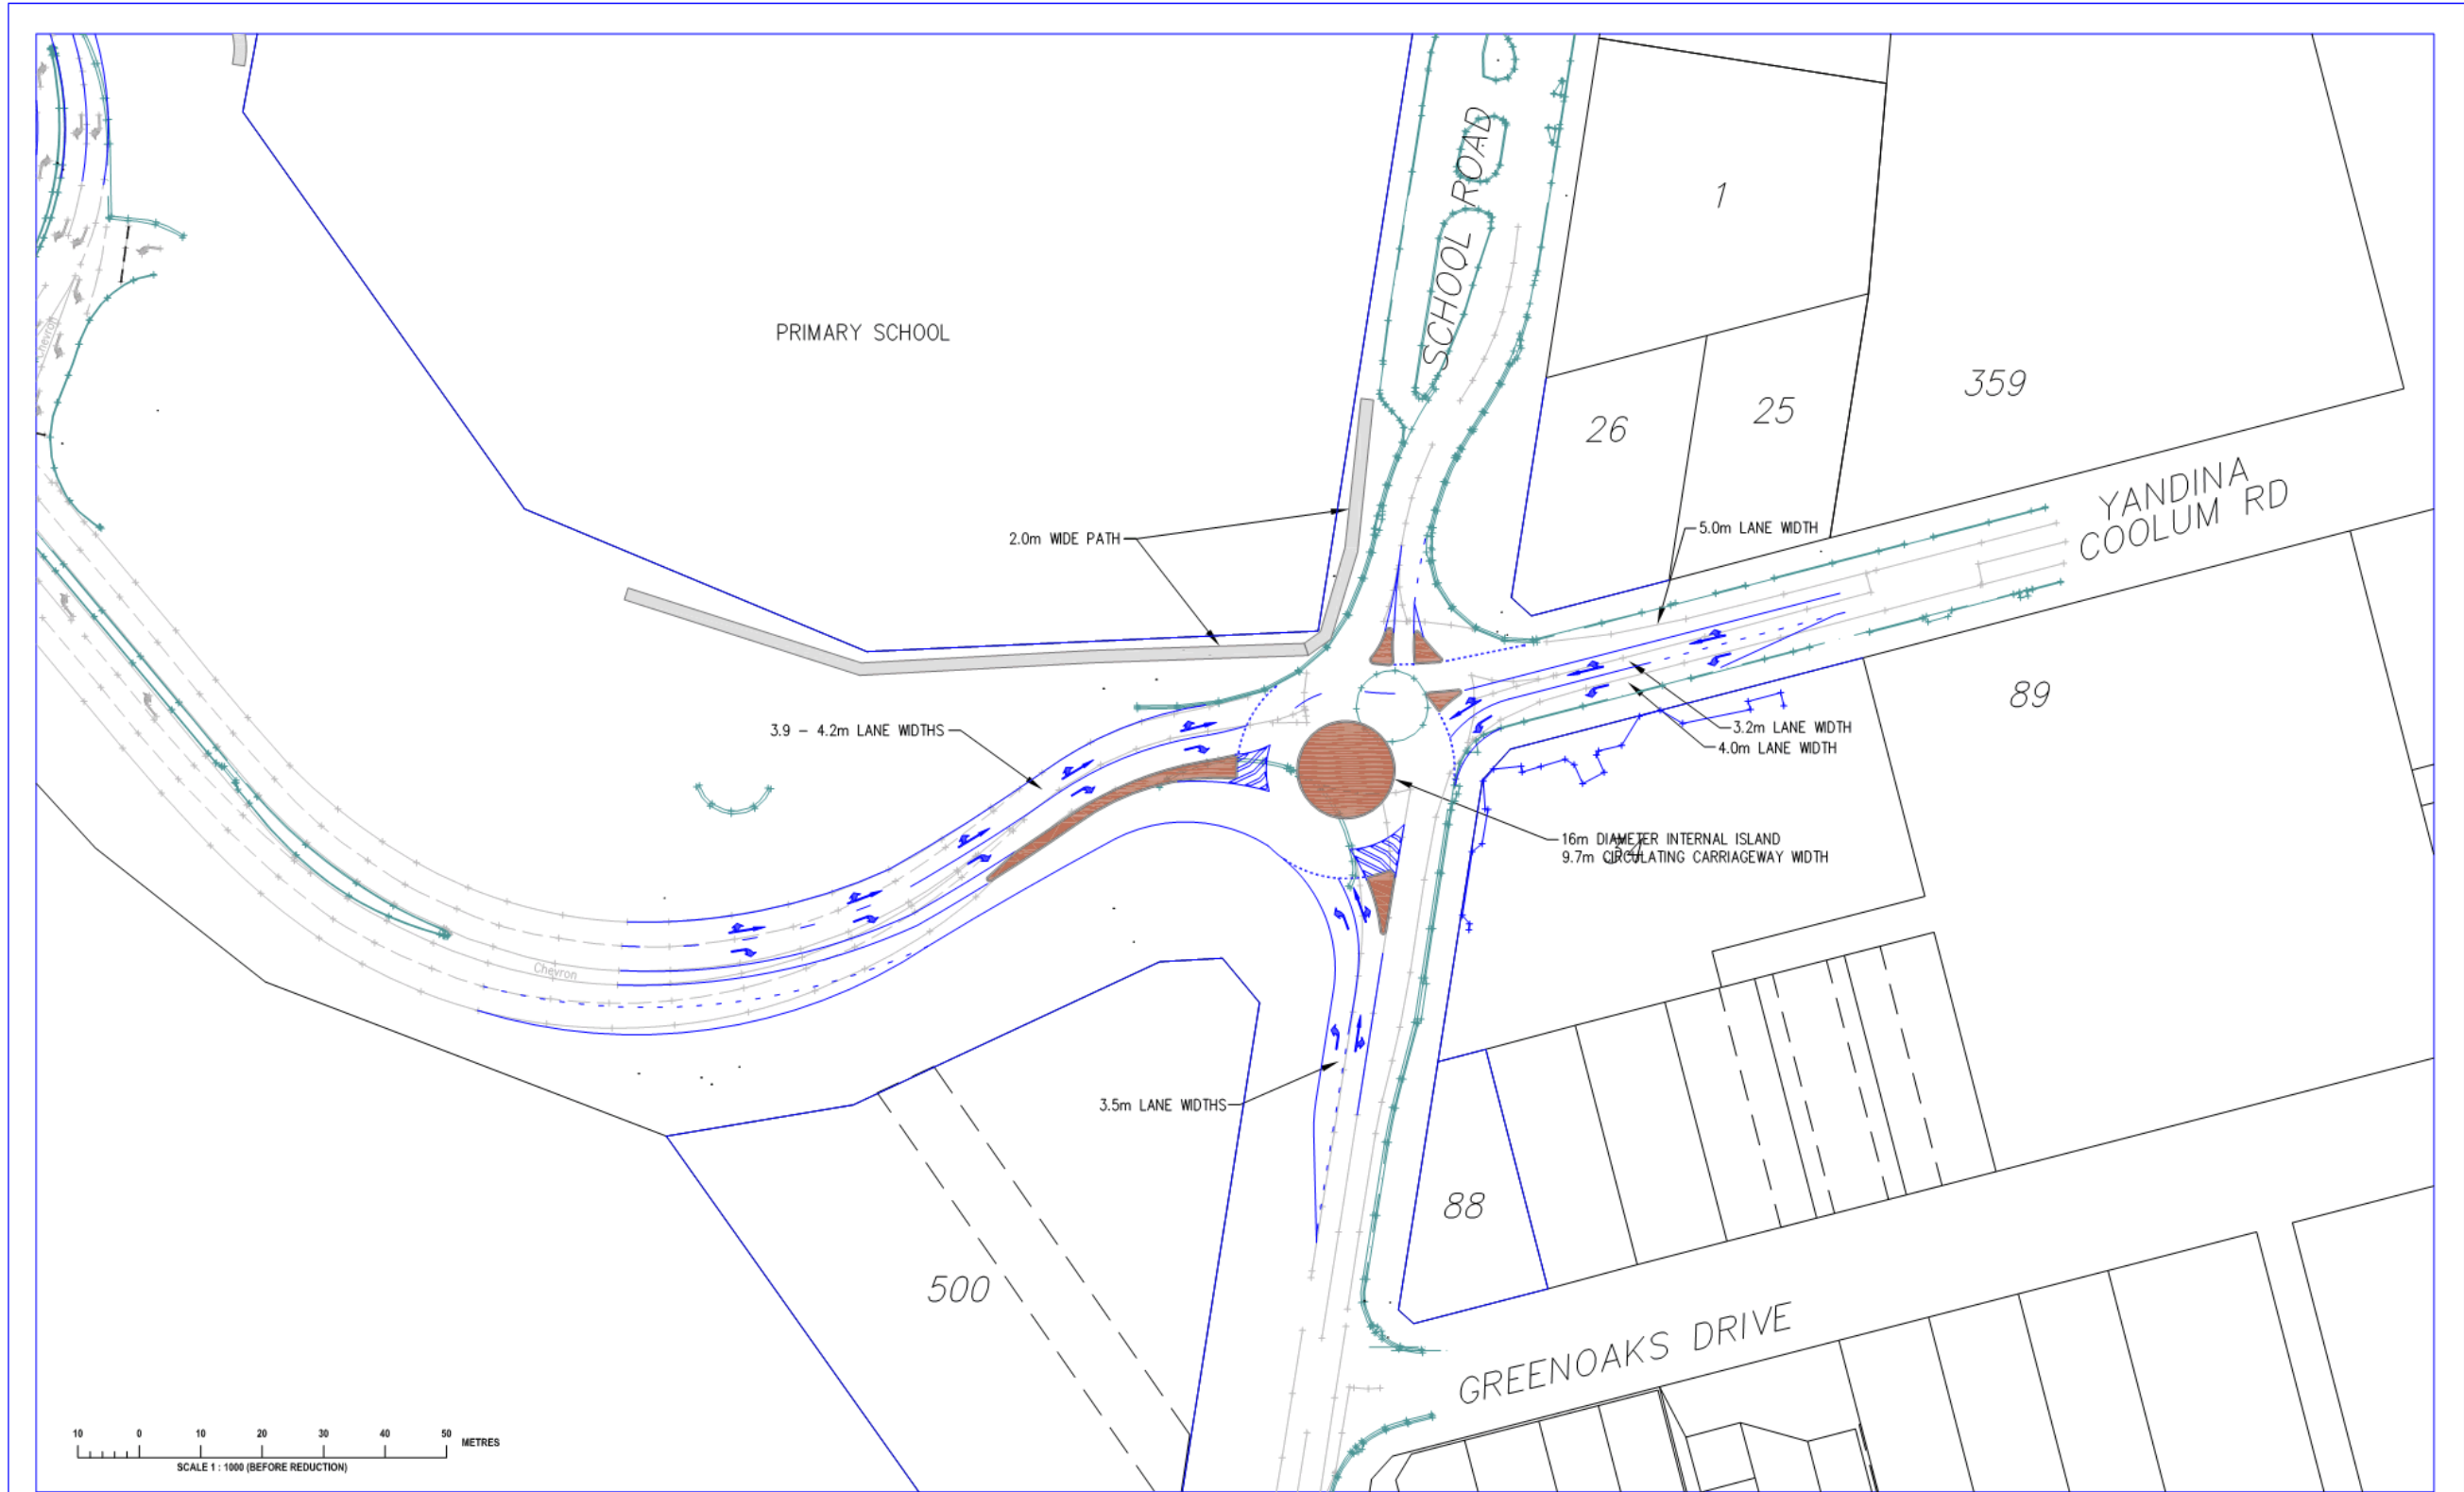 SCHOOL ROAD
1
PRIMARY SCHOOL
Chevron
359
25
26
YANDINA
COOLUM RD
5.0m LANE WIDTH
2.0m WIDE PATH
89
3.9 - 4.2m LANE WIDTHS
3.2m LANE WIDTH
4.0m LANE WIDTH
16m DIAMETER INTERNAL ISLAND
9.7m CIRCULATING CARRIAGEWAY WIDTH
Chevron
3.5m LANE WIDTHS
88
500
GREENOAKS DRIVE
10 0 10 20 30 40 50 METRES
SCALE 1 : 1000 (BEFORE REDUCTION)